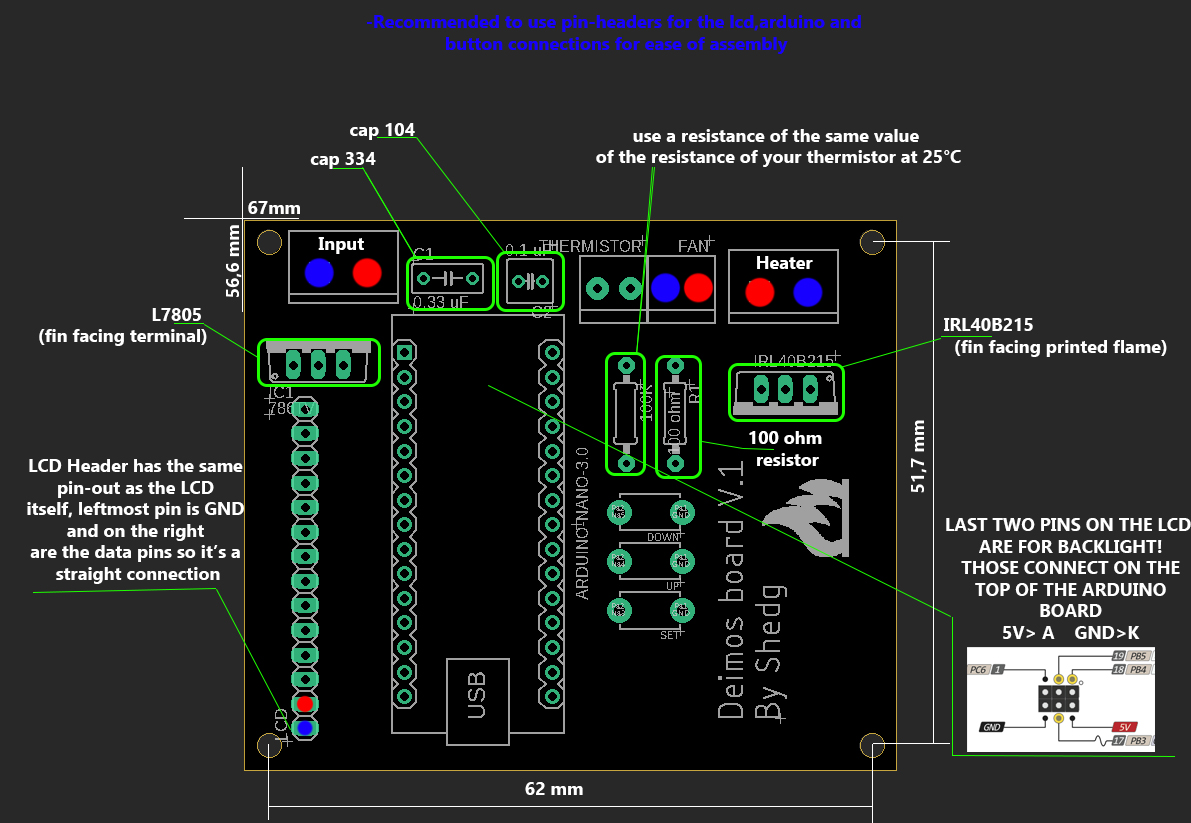 -Recommended to use pin-headers for the lcd,arduino and
button connections for ease of assembly
cap 104
cap 334
use a resistance of the same value
of the resistance of your thermistor at 25°C
67mm
56,6 mm
Input
C1
0.33 uF
0.1 uF
C2
THERMISTOR
FAN
Heater
L7805
(fin facing terminal)
IC1
IRL40B215
(fin facing printed flame)
IRL40B215
100K
R1
100 ohm
resistor
51,7 mm
LCD Header has the same
pin-out as the LCD
itself, leftmost pin is GND
and on the right
are the data pins so it's a
straight connection
ARDUINO-NANO-3.0
DOWN
UP
SET
Deimos board V.1
By Shedg
USB
LCD
LAST TWO PINS ON THE LCD
ARE FOR BACKLIGHT!
THOSE CONNECT ON THE
TOP OF THE ARDUINO
BOARD
5V> A GND>K
19 PB5
PC6 1
18 PB4
GND
5V
17 PB3
62 mm